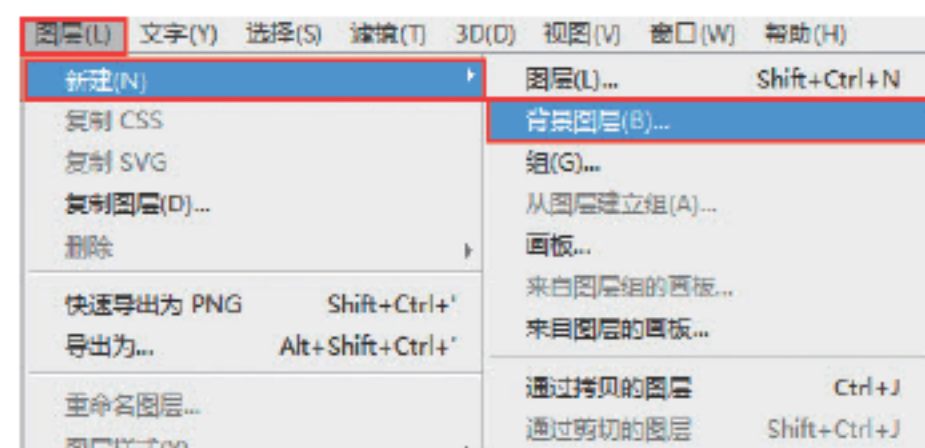 图层(L) 文字(Y) 选择(S) 滤镜(T) 3D(D) 视图(V) 窗口(W) 帮助(H)
新建(N)
复制 CSS
复制 SVG
复制图层(D)...
删除
快速导出为 PNG Shift+Ctrl+'
导出为... Alt+Shift+Ctrl+'
重命名图层...
图层样式
图层(L)... Shift+Ctrl+N
背景图层(B)...
组(G)...
从图层建立组(A)...
画板...
来自图层组的画板...
来自图层的画板...
通过拷贝的图层 Ctrl+J
通过剪切的图层 Shift+Ctrl+J